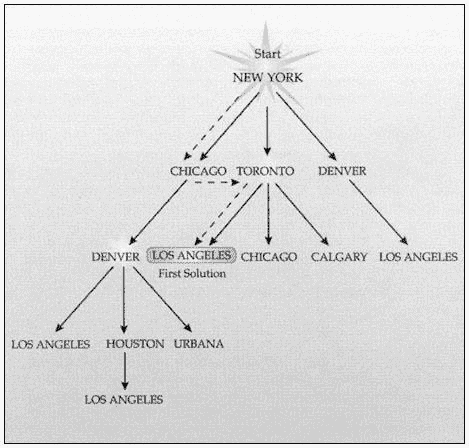 Start
NEW YORK
CHICAGO TORONTO DENVER
DENVER LOS ANGELES CHICAGO CALGARY LOS ANGELES
First Solution
LOS ANGELES HOUSTON URBANA
LOS ANGELES